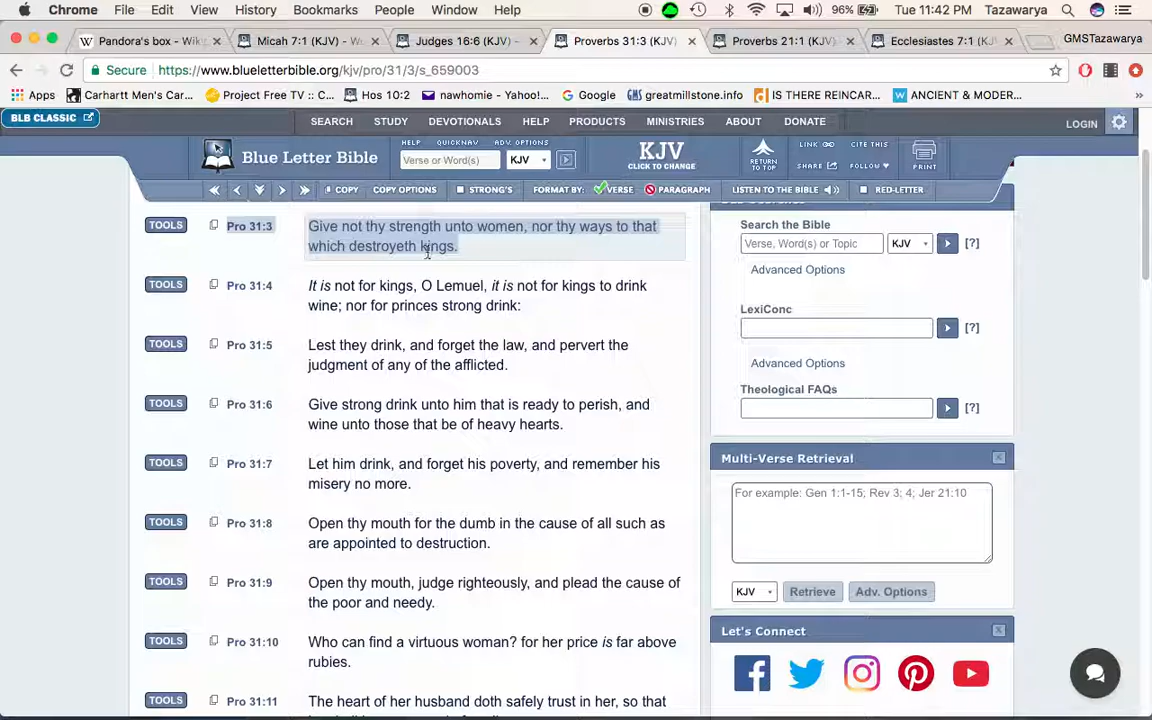 Chrome File Edit View History Bookmarks People Window Help 96% Tue 11:42 PM Tazawarya
Pandora's box - Wik Micah 7:1 (KJV) - W Judges 16:6 (KJV) - Proverbs 31:3 (KJV) Proverbs 21:1 (KJV) - Ecclesiastes 7:1 (KJV) GMSTazawarya
Secure https://www.blueletterbible.org/kjv/pro/31/3/s_659003
Apps Carhartt Men's Car... Project Free TV :: C... Hos 10:2 nawhomie - Yahoo!... Google greatmillstone.info IS THERE REINCAR... ANCIENT & MODER... »
BLB CLASSIC SEARCH STUDY DEVOTIONALS HELP PRODUCTS MINISTRIES ABOUT DONATE LOGIN
HELP QUICKNAV ADV. OPTIONS
Blue Letter Bible Verse or Word(s) KJV KJV CLICK TO CHANGE RETURN TO TOP LINK CITE THIS SHARE FOLLOW PRINT
COPY COPY OPTIONS STRONG'S FORMAT BY: VERSE PARAGRAPH LISTEN TO THE BIBLE RED-LETTER
TOOLS Pro 31:3 Give not thy strength unto women, nor thy ways to that
which destroyeth kings.
TOOLS Pro 31:4 It is not for kings, O Lemuel, it is not for kings to drink
wine; nor for princes strong drink:
TOOLS Pro 31:5 Lest they drink, and forget the law, and pervert the
judgment of any of the afflicted.
TOOLS Pro 31:6 Give strong drink unto him that is ready to perish, and
wine unto those that be of heavy hearts.
TOOLS Pro 31:7 Let him drink, and forget his poverty, and remember his
misery no more.
TOOLS Pro 31:8 Open thy mouth for the dumb in the cause of all such as
are appointed to destruction.
TOOLS Pro 31:9 Open thy mouth, judge righteously, and plead the cause of
the poor and needy.
TOOLS Pro 31:10 Who can find a virtuous woman? for her price is far above
rubies.
TOOLS Pro 31:11 The heart of her husband doth safely trust in her, so that
Search the Bible
Verse, Word(s) or Topic KJV [?]
Advanced Options
LexiConc
[?]
Advanced Options
Theological FAQs
[?]
Multi-Verse Retrieval
For example: Gen 1:1-15; Rev 3; 4; Jer 21:10
KJV Retrieve Adv. Options
Let's Connect